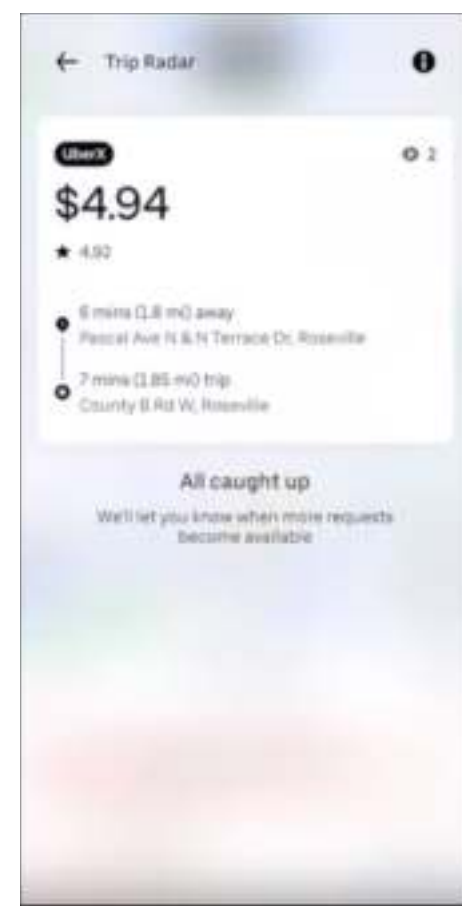 Trip Radar
UberX
2
$4.94
4.92
6 mins (1.8 mi) away
Pascal Ave N & N Terrace Dr, Roseville
7 mins (1.85 mi) trip
County B Rd W, Roseville
All caught up
We'll let you know when more requests
become available